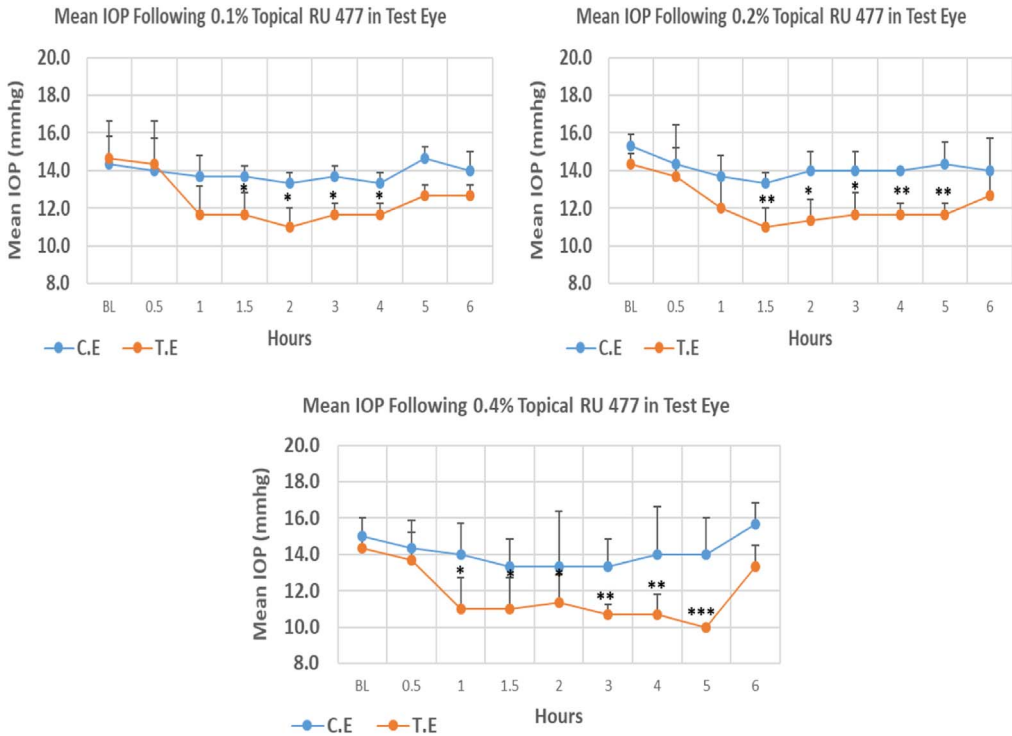 Mean IOP Following 0.1% Topical RU 477 in Test Eye
20.0
18.0
16.0
14.0
12.0
10.0
8.0
Mean IOP (mmhg)
* * * *
BL 0.5 1 1.5 2 3 4 5 6
Hours
C.E T.E
Mean IOP Following 0.2% Topical RU 477 in Test Eye
20.0
18.0
16.0
14.0
12.0
10.0
8.0
Mean IOP (mmhg)
** * * ** **
BL 0.5 1 1.5 2 3 4 5 6
Hours
C.E T.E
Mean IOP Following 0.4% Topical RU 477 in Test Eye
20.0
18.0
16.0
14.0
12.0
10.0
8.0
Mean IOP (mmhg)
* * * ** ** ***
BL 0.5 1 1.5 2 3 4 5 6
Hours
C.E T.E